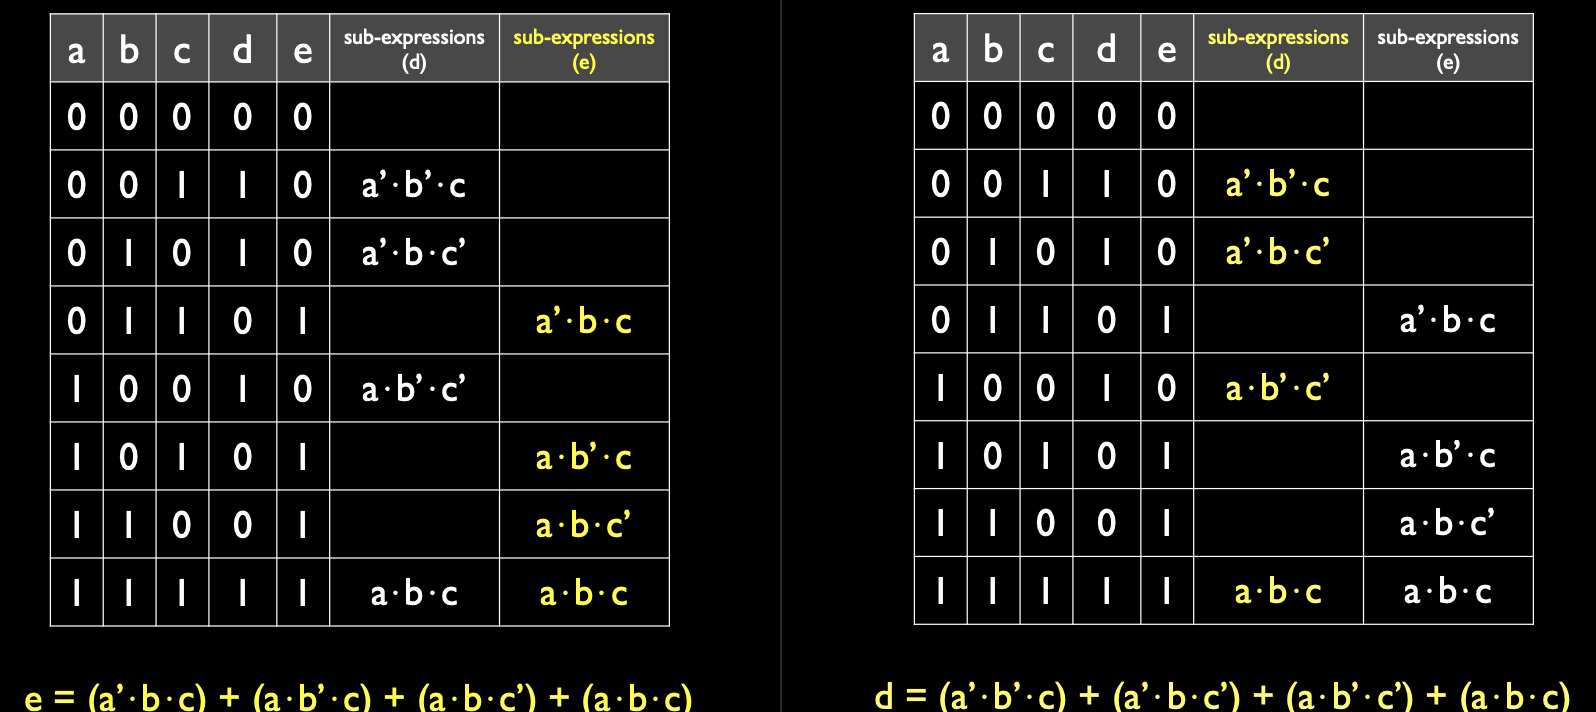 a b c d e sub-expressions (d) sub-expressions (e)
0 0 0 0 0
0 0 1 1 0 a’·b’·c
0 1 0 1 0 a’·b·c’
0 1 1 0 1 a’·b·c
1 0 0 1 0 a·b’·c’
1 0 1 0 1 a·b’·c
1 1 0 0 1 a·b·c’
1 1 1 1 1 a·b·c a·b·c
e = (a’·b·c) + (a·b’·c) + (a·b·c’) + (a·b·c)
a b c d e sub-expressions (d) sub-expressions (e)
0 0 0 0 0
0 0 1 1 0 a’·b’·c
0 1 0 1 0 a’·b·c’
0 1 1 0 1 a’·b·c
1 0 0 1 0 a·b’·c’
1 0 1 0 1 a·b’·c
1 1 0 0 1 a·b·c’
1 1 1 1 1 a·b·c a·b·c
d = (a’·b’·c) + (a’·b·c’) + (a·b’·c’) + (a·b·c)